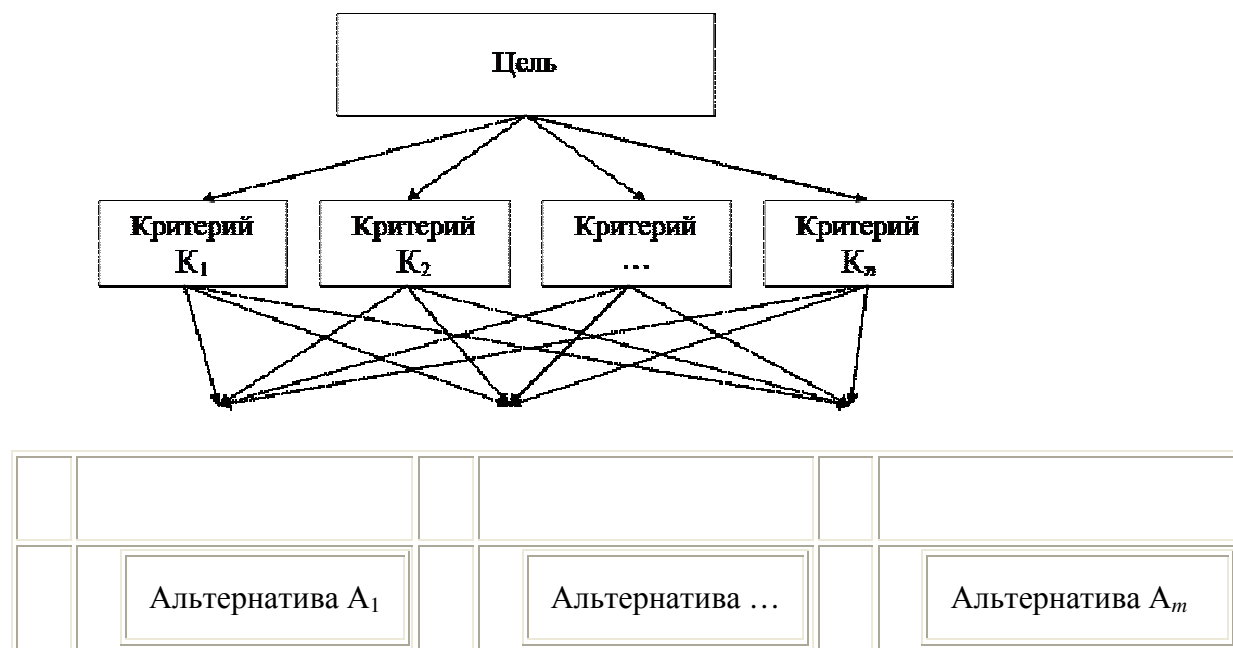 Цель
Критерий
К₁
Критерий
К₂
Критерий
…
Критерий
Кₙ
Альтернатива А₁
Альтернатива …
Альтернатива Аₘ